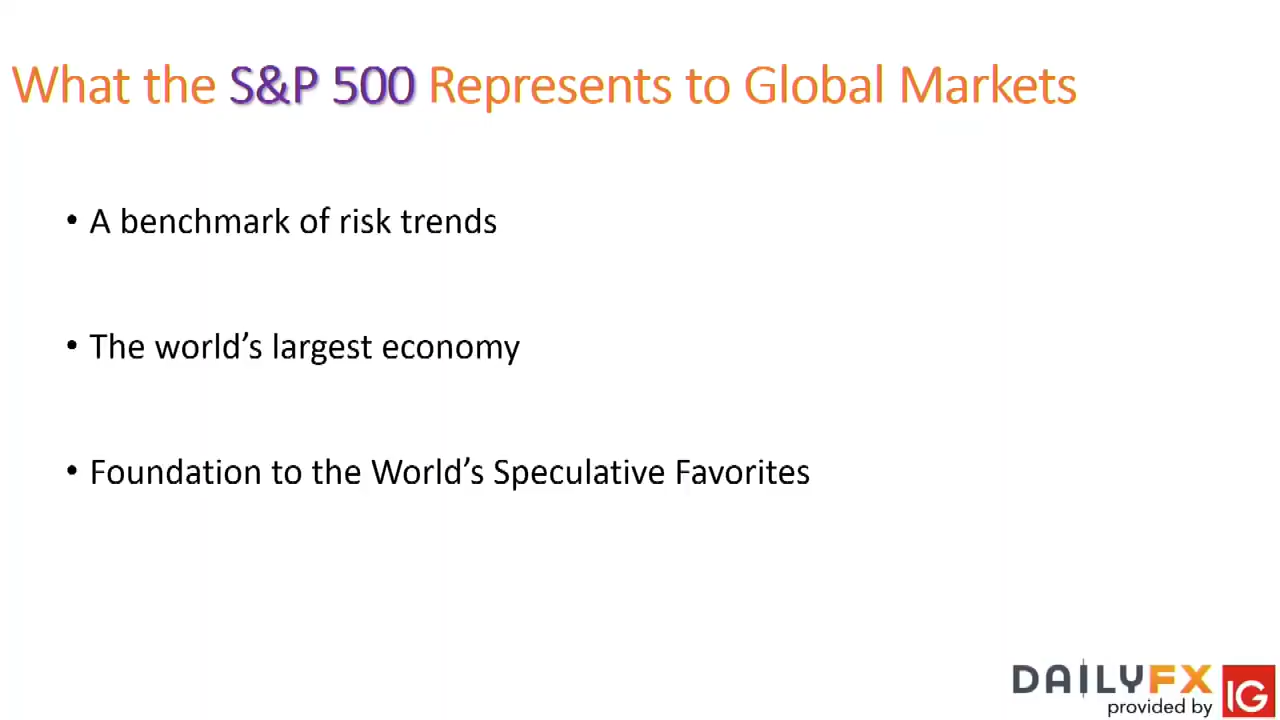 What the S&P 500 Represents to Global Markets
• A benchmark of risk trends
• The world’s largest economy
• Foundation to the World’s Speculative Favorites
DAILYFX
provided by IG